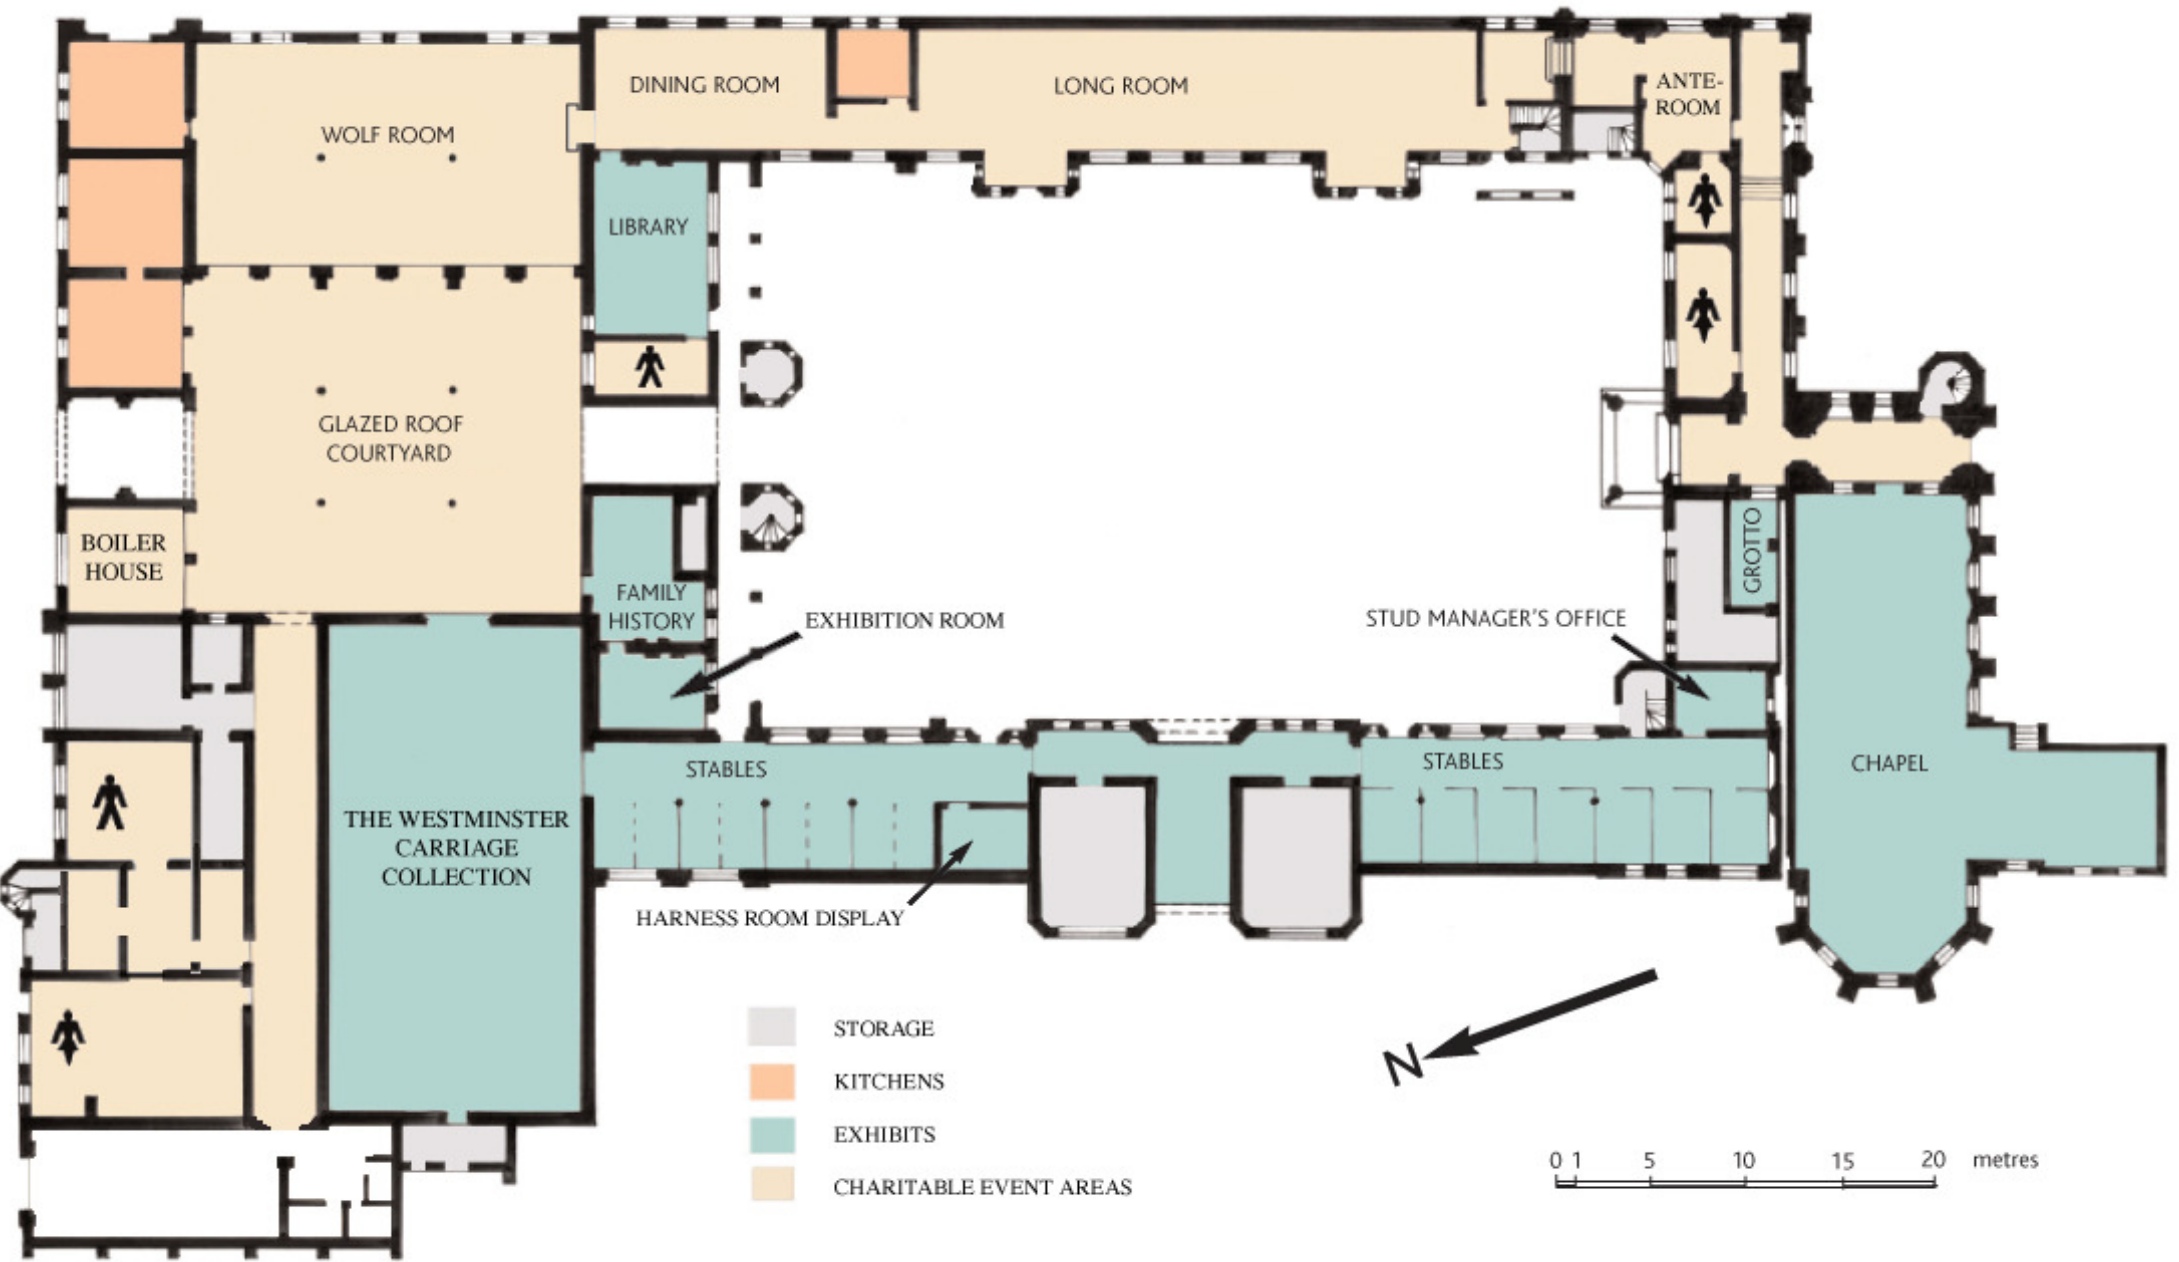 DINING ROOM
LONG ROOM
ANTE-
ROOM
WOLF ROOM
LIBRARY
GLAZED ROOF
COURTYARD
BOILER
HOUSE
FAMILY
HISTORY
EXHIBITION ROOM
STUD MANAGER'S OFFICE
GROTTO
STABLES
STABLES
CHAPEL
THE WESTMINSTER
CARRIAGE
COLLECTION
HARNESS ROOM DISPLAY
STORAGE
KITCHENS
EXHIBITS
CHARITABLE EVENT AREAS
N
0 1 5 10 15 20 metres